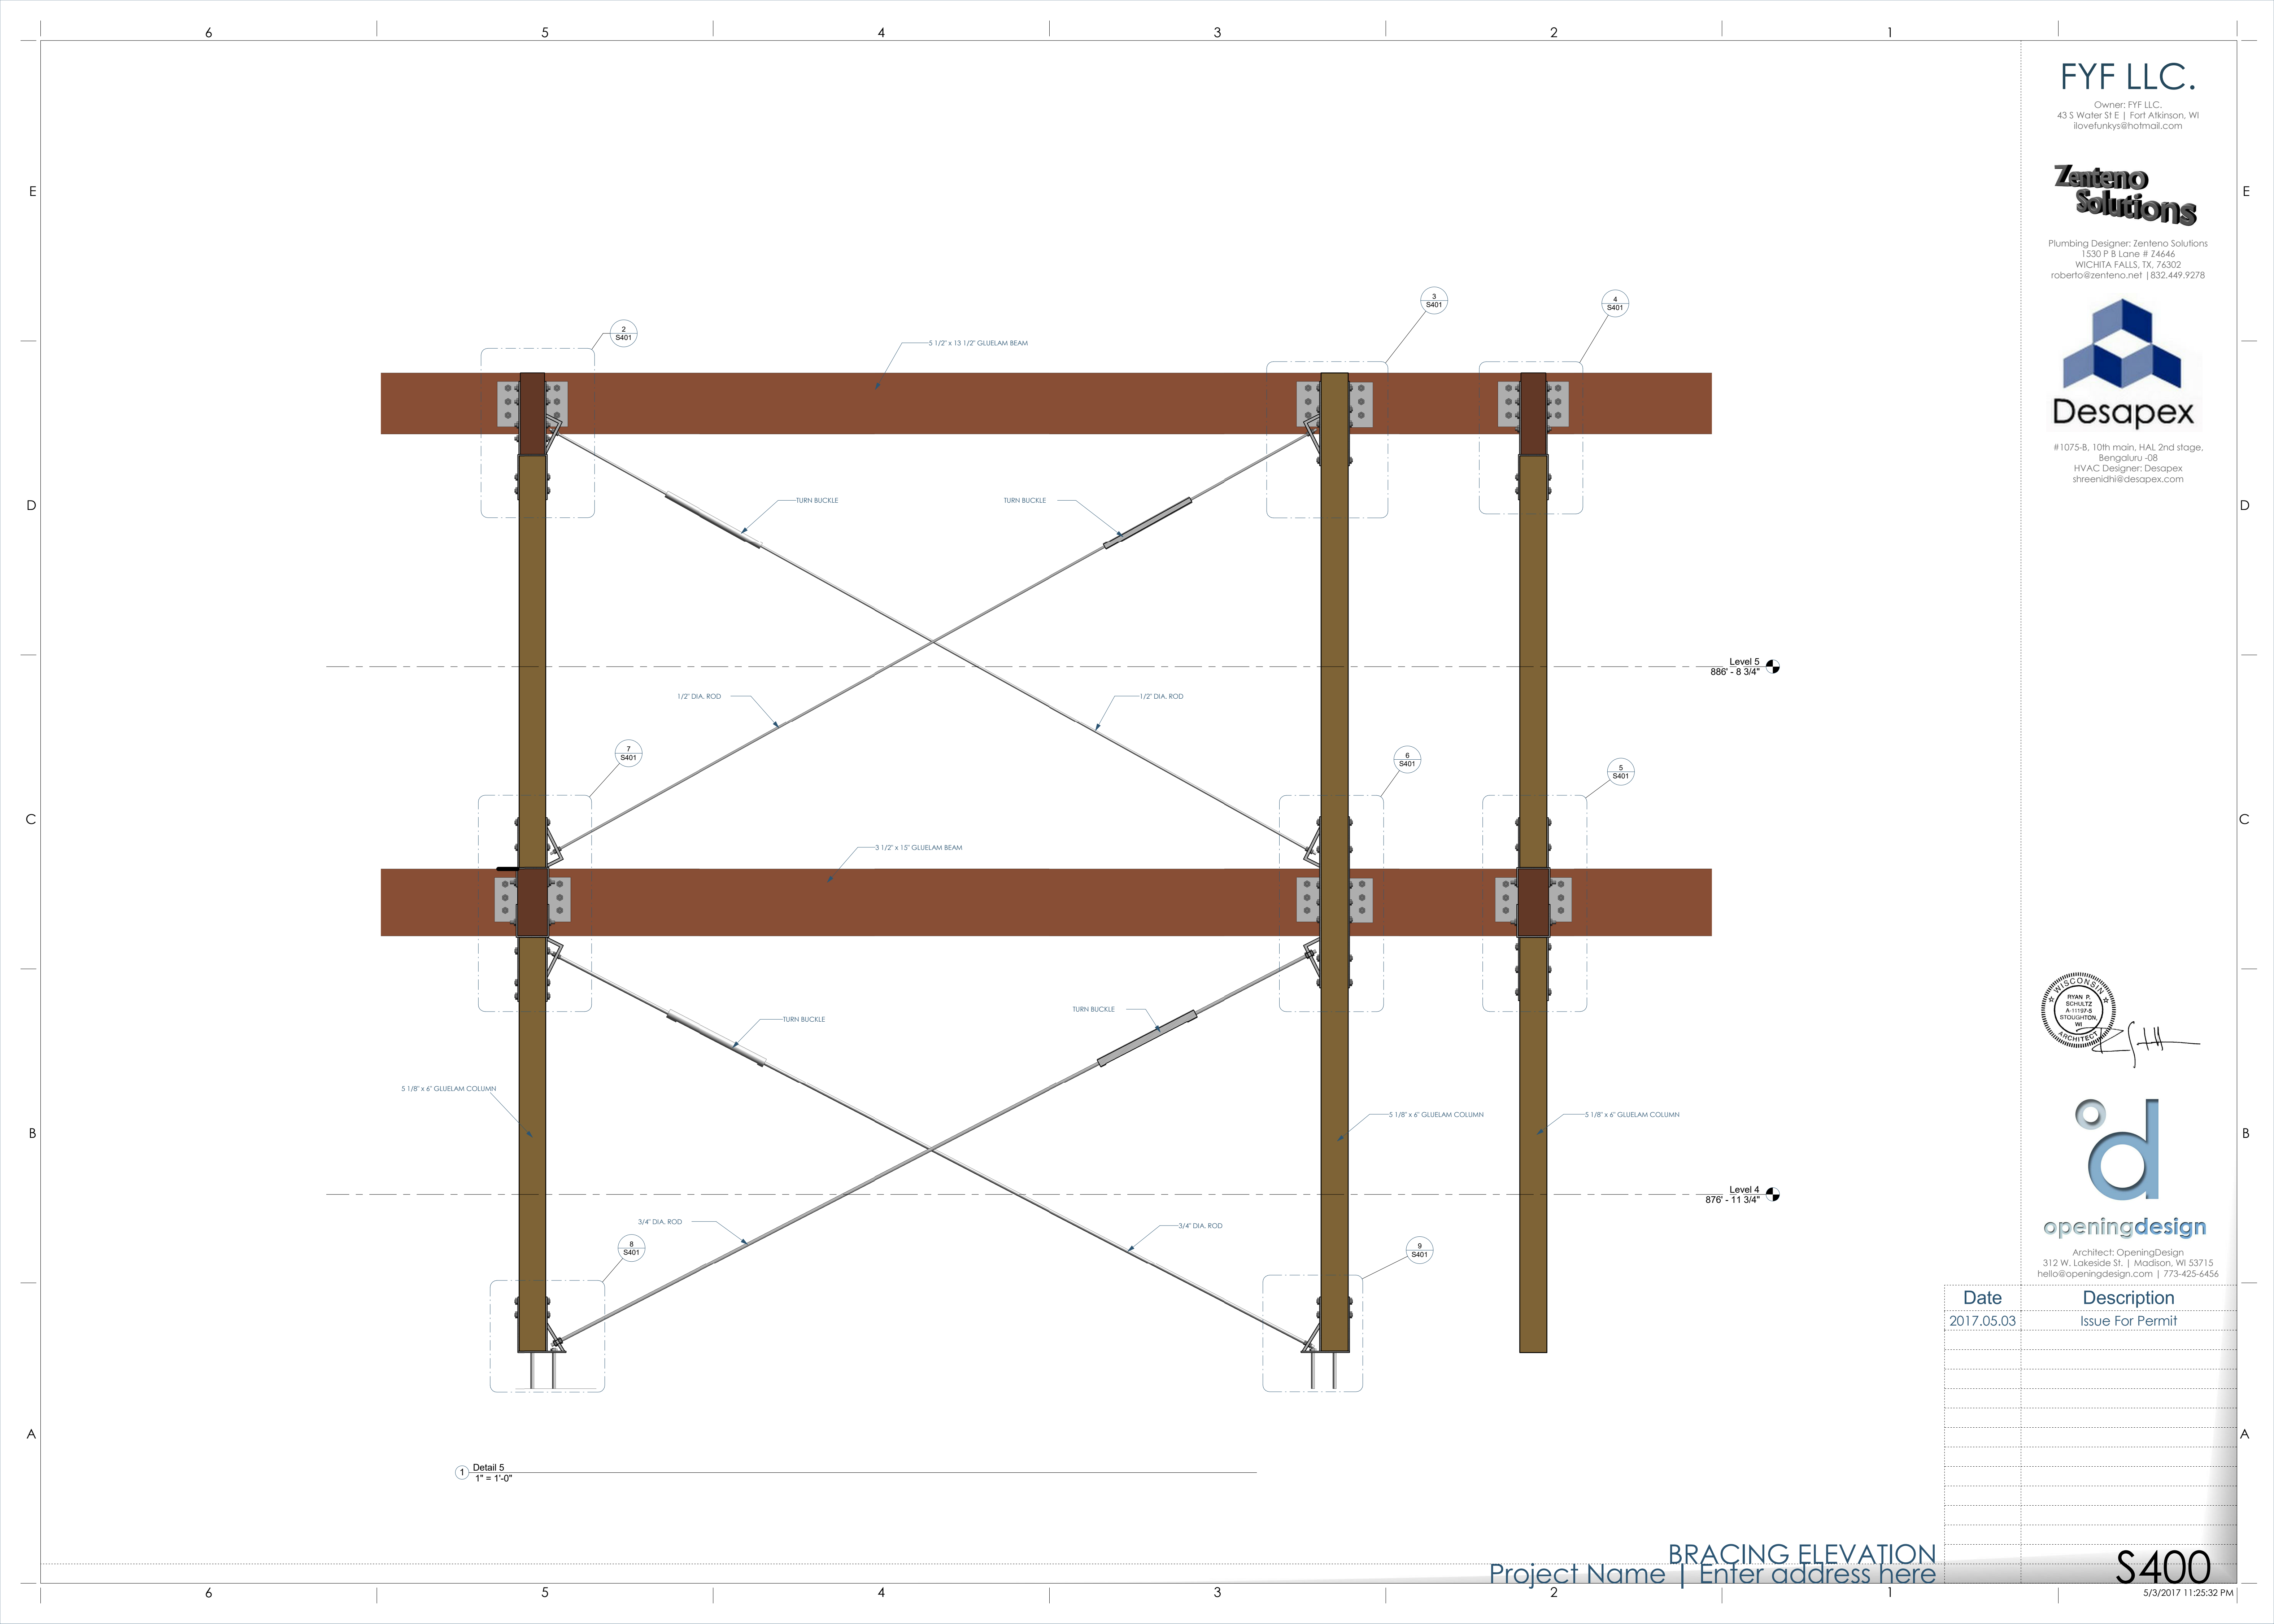 6 5 4 3 2 1
E E
D D
C C
B B
A A
FYF LLC.
Owner: FYF LLC.
43 S Water St E | Fort Atkinson, WI
ilovefunkys@hotmail.com
Zenteno
Solutions
Plumbing Designer: Zenteno Solutions
1530 P B Lane # Z4646
WICHITA FALLS, TX, 76302
roberto@zenteno.net |832.449.9278
Desapex
#1075-B, 10th main, HAL 2nd stage,
Bengaluru -08
HVAC Designer: Desapex
shreenidhi@desapex.com
2
S401
3
S401
4
S401
5 1/2" x 13 1/2" GLUELAM BEAM
TURN BUCKLE
TURN BUCKLE
Level 5
886' - 8 3/4"
1/2" DIA. ROD
1/2" DIA. ROD
7
S401
6
S401
5
S401
3 1/2" x 15" GLUELAM BEAM
TURN BUCKLE
TURN BUCKLE
5 1/8" x 6" GLUELAM COLUMN
5 1/8" x 6" GLUELAM COLUMN
5 1/8" x 6" GLUELAM COLUMN
Level 4
876' - 11 3/4"
3/4" DIA. ROD
3/4" DIA. ROD
8
S401
9
S401
1
Detail 5
1" = 1'-0"
WISCONSIN
RYAN P.
SCHULTZ
A-11197-5
STOUGHTON,
WI
ARCHITECT
d
openingdesign
Architect: OpeningDesign
312 W. Lakeside St. | Madison, WI 53715
hello@openingdesign.com | 773-425-6456
Date Description
2017.05.03 Issue For Permit
BRACING ELEVATION
Project Name | Enter address here
S400
5/3/2017 11:25:32 PM
6 5 4 3 2 1